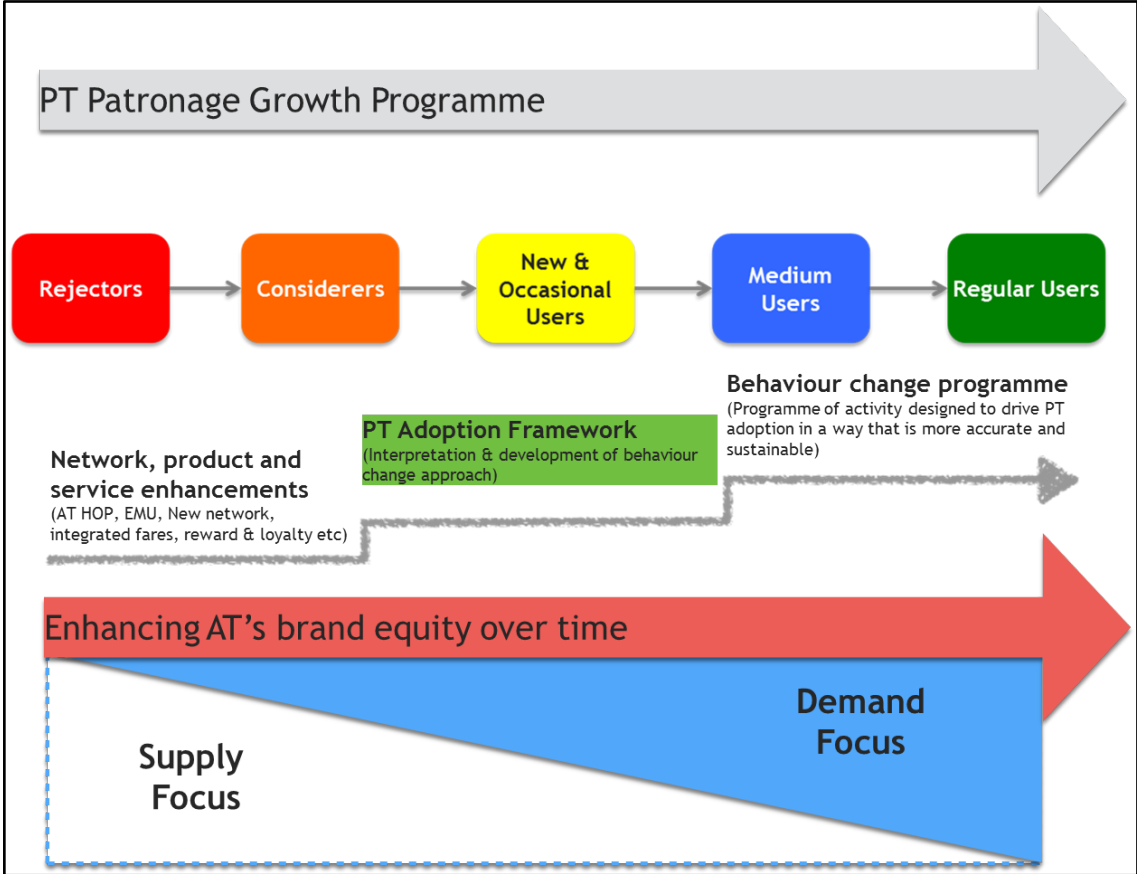 PT Patronage Growth Programme
Rejectors
Considerers
New &
Occasional
Users
Medium
Users
Regular Users
Behaviour change programme
(Programme of activity designed to drive PT
adoption in a way that is more accurate and
sustainable)
PT Adoption Framework
(Interpretation & development of behaviour
change approach)
Network, product and
service enhancements
(AT HOP, EMU, New network,
integrated fares, reward & loyalty etc)
Enhancing AT’s brand equity over time
Demand
Focus
Supply
Focus